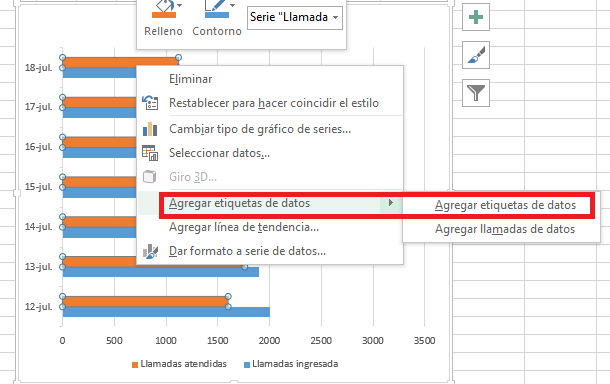 Relleno Contorno
Serie "Llamada
18-jul.
17-jul.
16-jul.
15-jul.
14-jul.
13-jul.
12-jul.
Eliminar
Restablecer para hacer coincidir el estilo
Cambiar tipo de gráfico de series...
Seleccionar datos...
Giro 3D...
Agregar etiquetas de datos
Agregar línea de tendencia...
Dar formato a serie de datos...
Agregar etiquetas de datos
Agregar llamadas de datos
0 500 1000 1500 2000 2500 3000 3500
Llamadas atendidas Llamadas ingresada